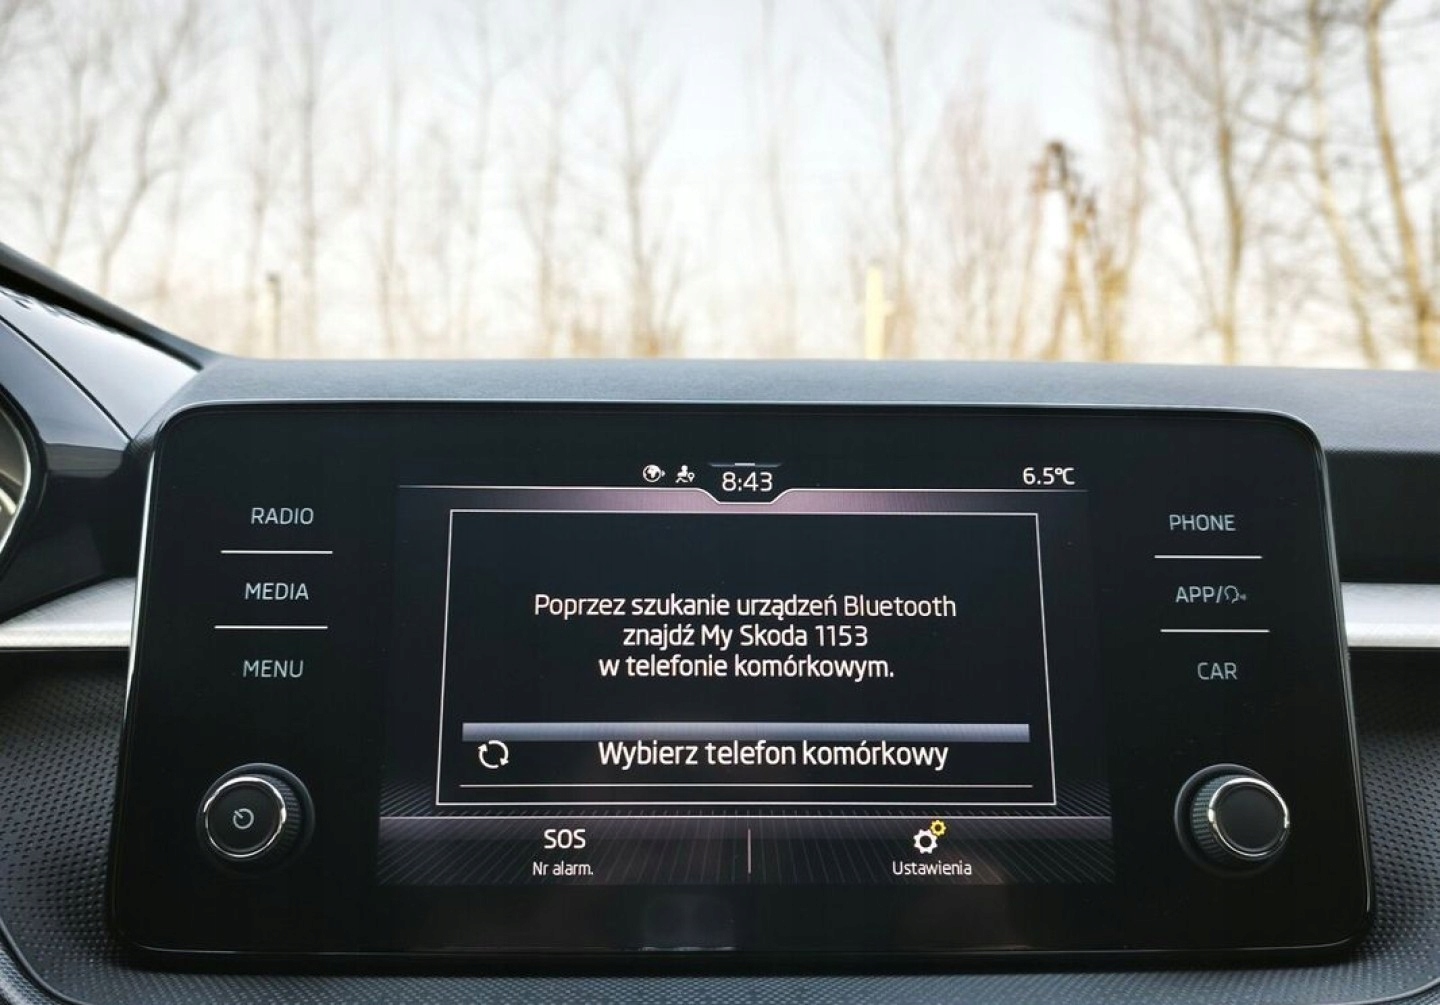 8:43
6.5°C
RADIO
MEDIA
MENU
PHONE
APP/
CAR
Poprzez szukanie urządzeń Bluetooth
znajdź My Skoda 1153
w telefonie komórkowym.
Wybierz telefon komórkowy
SOS
Nr alarm.
Ustawienia